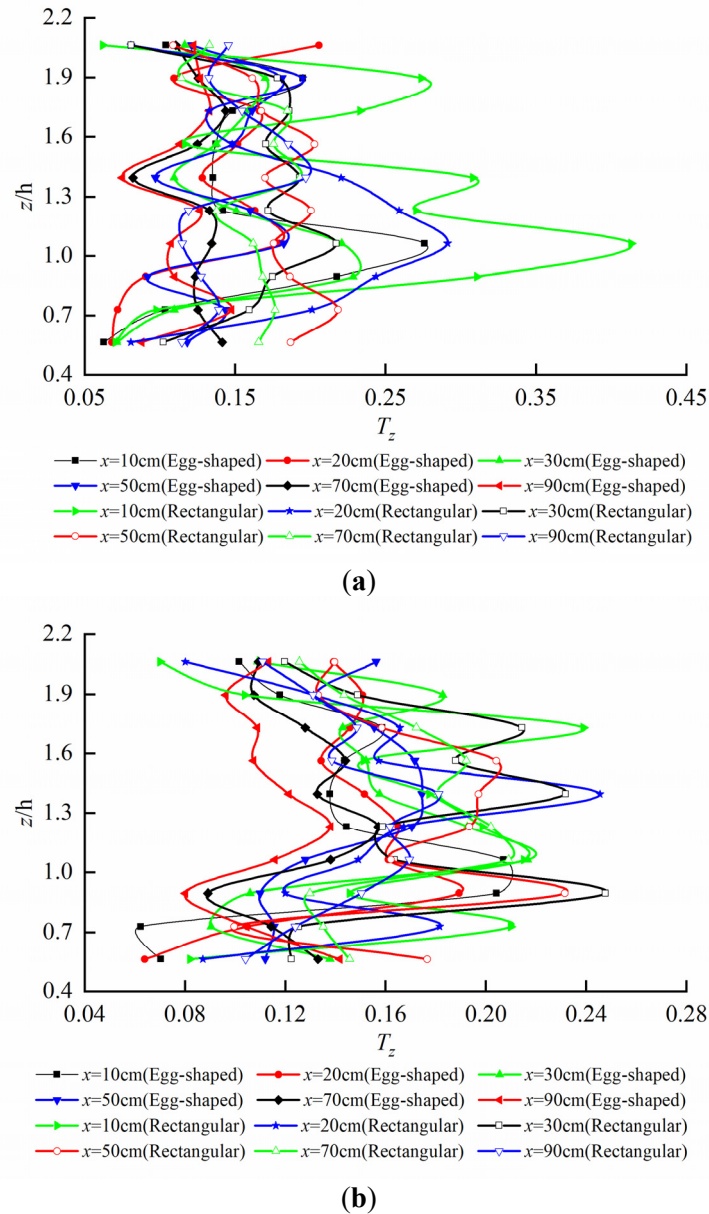 (a)
2.2
1.9
1.6
1.3
1.0
0.7
0.4
z/h
0.05 0.15 0.25 0.35 0.45
Tz
x=10cm(Egg-shaped) x=20cm(Egg-shaped) x=30cm(Egg-shaped)
x=50cm(Egg-shaped) x=70cm(Egg-shaped) x=90cm(Egg-shaped)
x=10cm(Rectangular) x=20cm(Rectangular) x=30cm(Rectangular)
x=50cm(Rectangular) x=70cm(Rectangular) x=90cm(Rectangular)
(a)
2.2
1.9
1.6
1.3
1.0
0.7
0.4
z/h
0.04 0.08 0.12 0.16 0.20 0.24 0.28
Tz
x=10cm(Egg-shaped) x=20cm(Egg-shaped) x=30cm(Egg-shaped)
x=50cm(Egg-shaped) x=70cm(Egg-shaped) x=90cm(Egg-shaped)
x=10cm(Rectangular) x=20cm(Rectangular) x=30cm(Rectangular)
x=50cm(Rectangular) x=70cm(Rectangular) x=90cm(Rectangular)
(b)